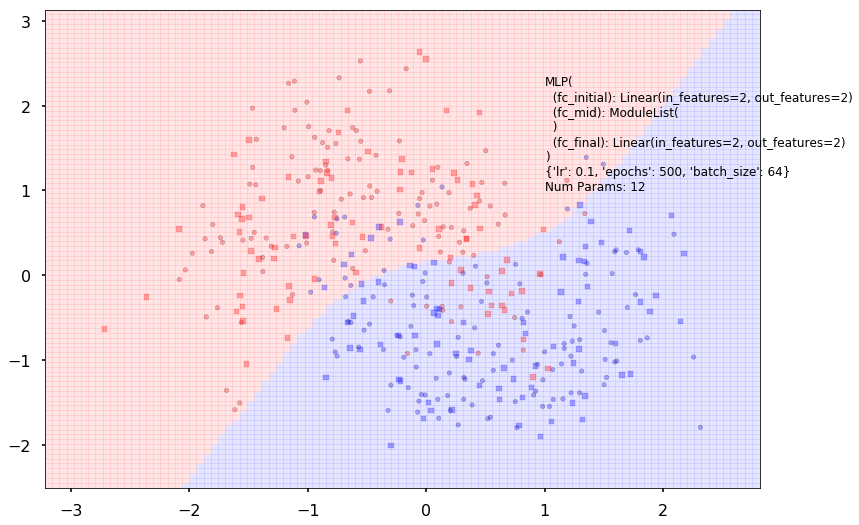 3
2
1
0
−1
−2
−3
−2
−1
0
1
2
MLP(
(fc_initial): Linear(in_features=2, out_features=2)
(fc_mid): ModuleList(
)
(fc_final): Linear(in_features=2, out_features=2)
)
{'lr': 0.1, 'epochs': 500, 'batch_size': 64}
Num Params: 12